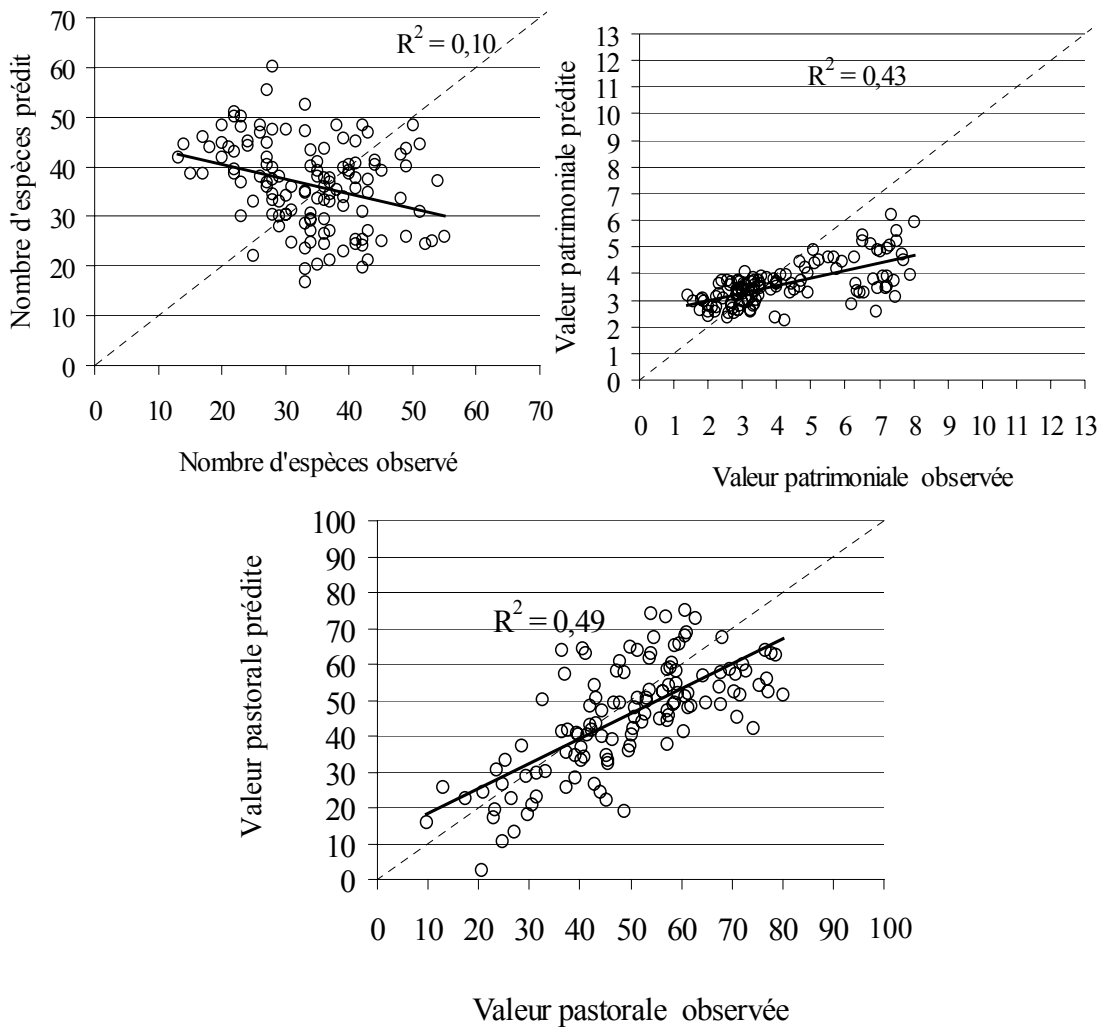 Nombre d'espèces prédit
70
60
50
40
30
20
10
0
R² = 0,10
0 10 20 30 40 50 60 70
Nombre d'espèces observé
Valeur patrimoniale prédite
13
12
11
10
9
8
7
6
5
4
3
2
1
0
R² = 0,43
0 1 2 3 4 5 6 7 8 9 10 11 12 13
Valeur patrimoniale observée
Valeur pastorale prédite
100
90
80
70
60
50
40
30
20
10
0
R² = 0,49
0 10 20 30 40 50 60 70 80 90 100
Valeur pastorale observée